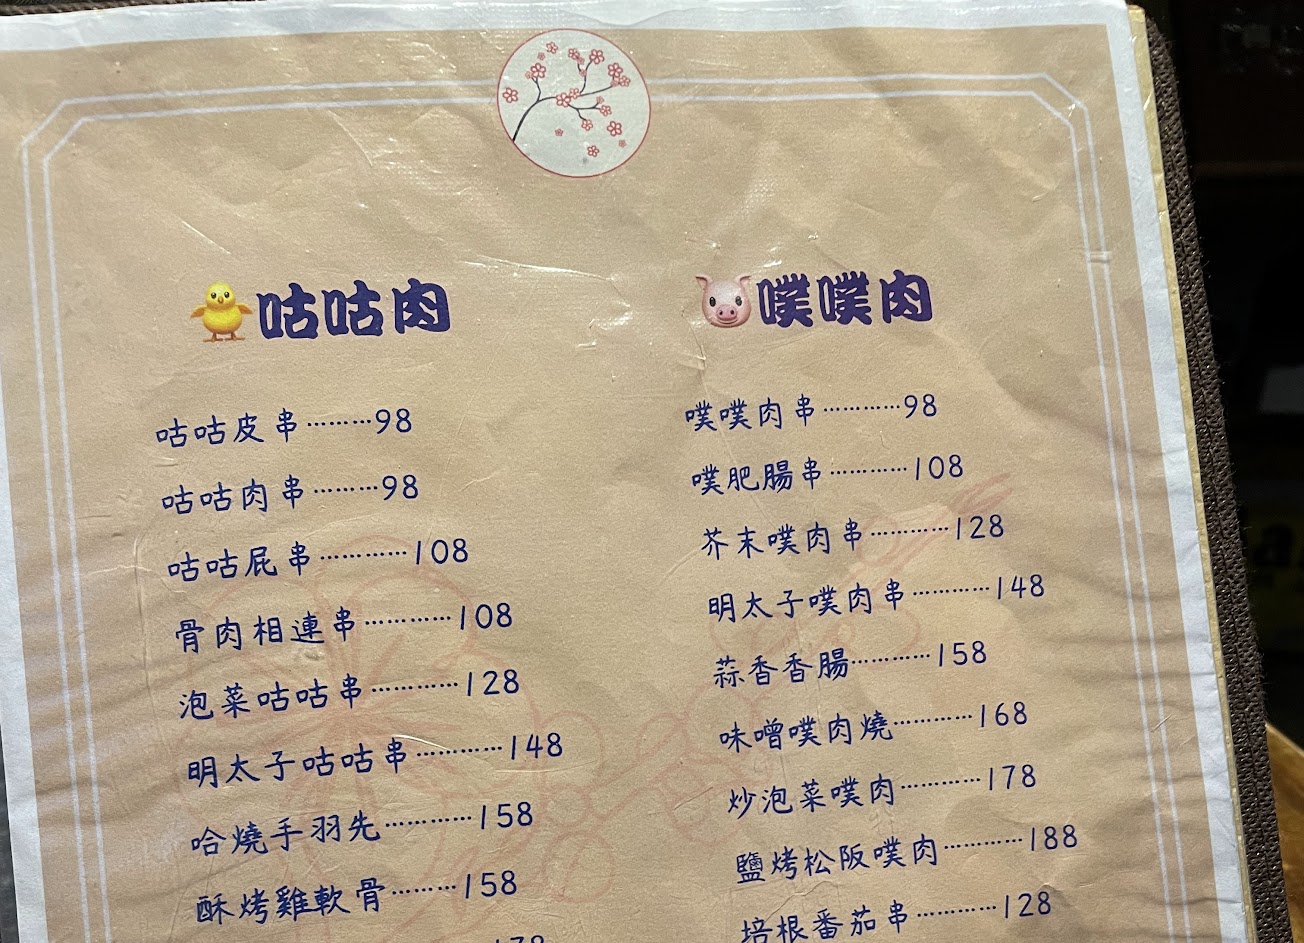 咕咕肉
咕咕皮串………98
咕咕肉串………98
咕咕屁串…………108
骨肉相連串…………108
泡菜咕咕串…………128
明太子咕咕串…………148
哈燒手羽先…………158
酥烤雞軟骨………158
噗噗肉
噗噗肉串…………98
噗肥腸串…………108
芥末噗肉串…………128
明太子噗肉串…………148
蒜香香腸…………158
味噌噗肉燒…………168
炒泡菜噗肉…………178
鹽烤松阪噗肉…………188
培根番茄串…………128